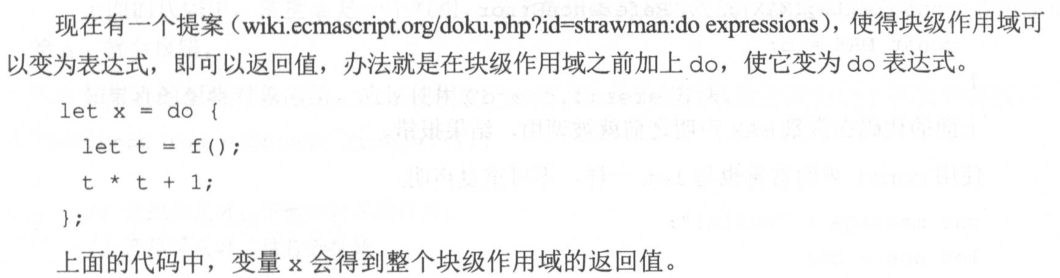 现在有一个提案（wiki.ecmascript.org/doku.php?id=strawman:do expressions），使得块级作用域可
以变为表达式，即可以返回值，办法就是在块级作用域之前加上 do，使它变为 do 表达式。
let x = do {
let t = f();
t * t + 1;
};
上面的代码中，变量 x 会得到整个块级作用域的返回值。